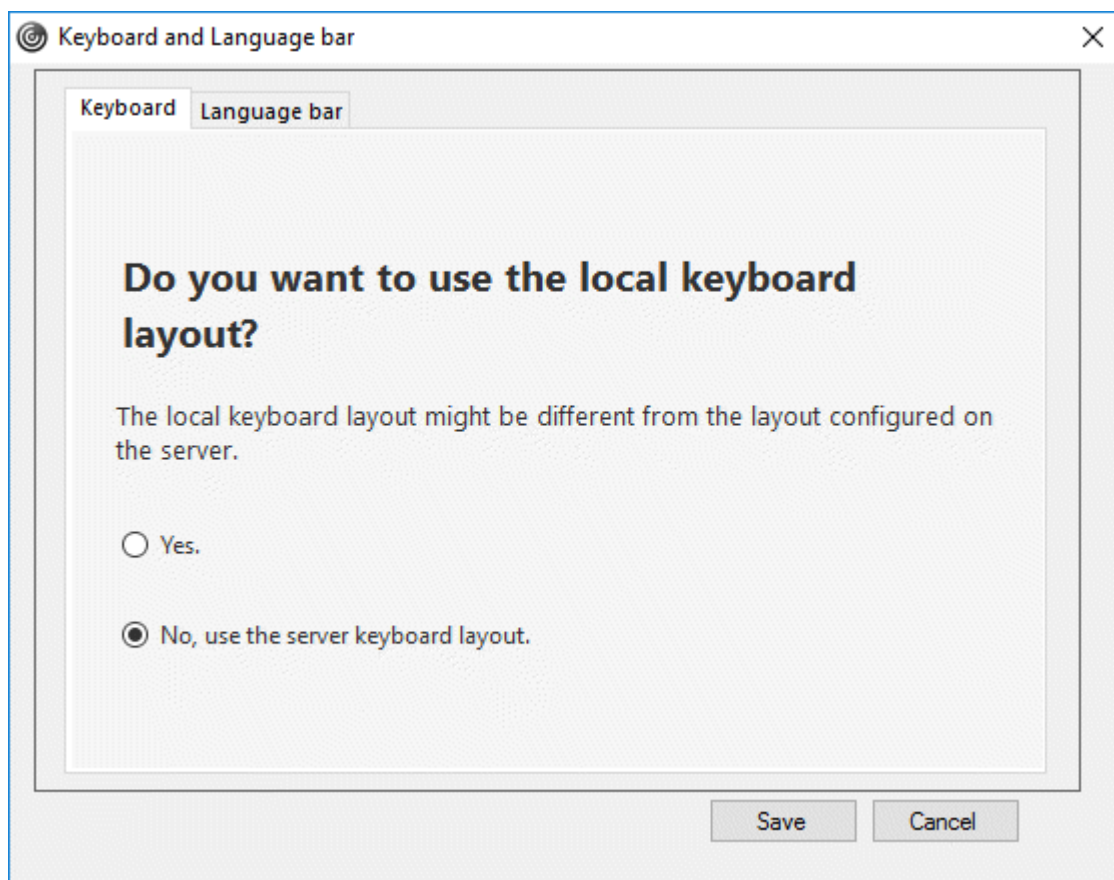 Keyboard and Language bar
Keyboard
Language bar
Do you want to use the local keyboard
layout?
The local keyboard layout might be different from the layout configured on
the server.
Yes.
No, use the server keyboard layout.
Save
Cancel